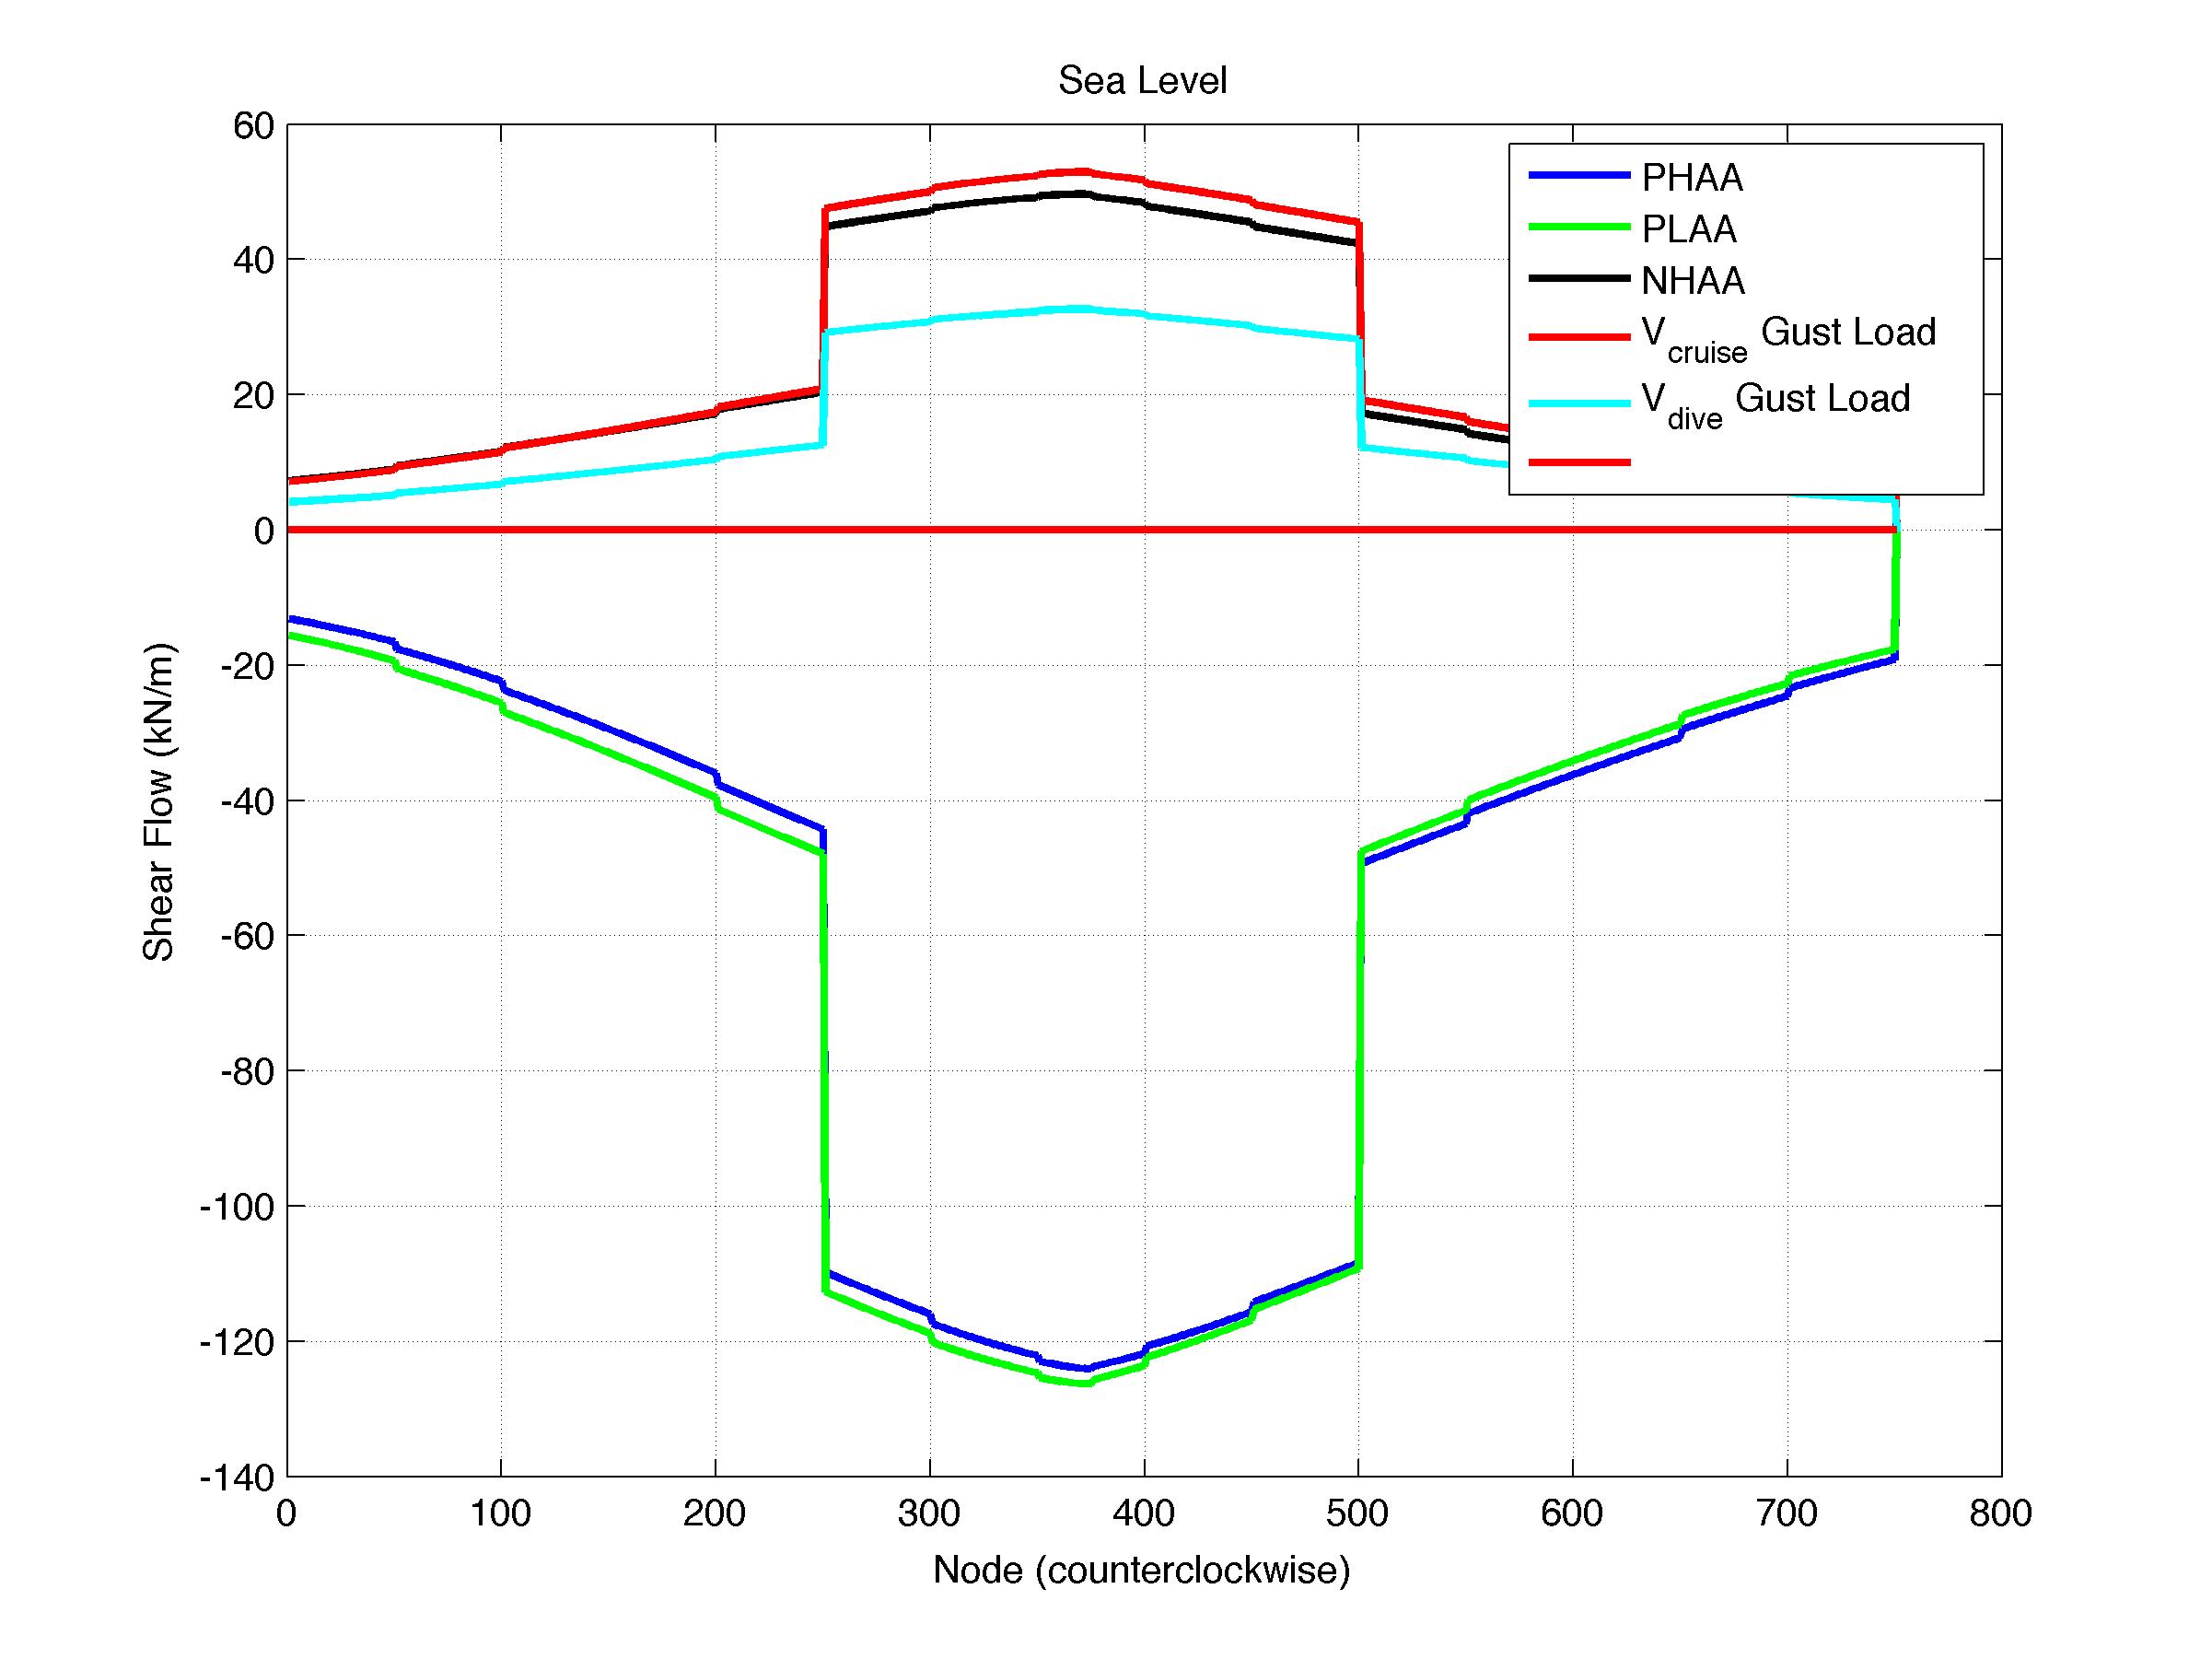 Sea Level
60
40
20
0
-20
-40
-60
-80
-100
-120
-140
Shear Flow (kN/m)
0 100 200 300 400 500 600 700 800
Node (counterclockwise)
PHAA
PLAA
NHAA
Vcruise Gust Load
Vdive Gust Load